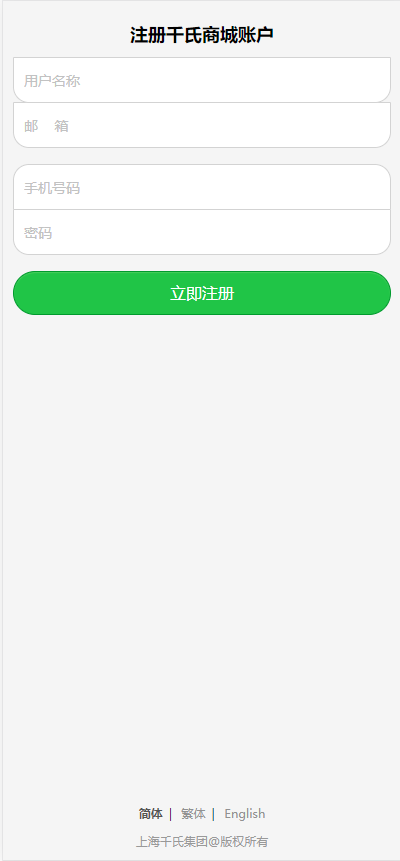 注册千氏商城账户
用户名称
邮 箱
手机号码
密码
立即注册
简体 | 繁体 | English
上海千氏集团@版权所有